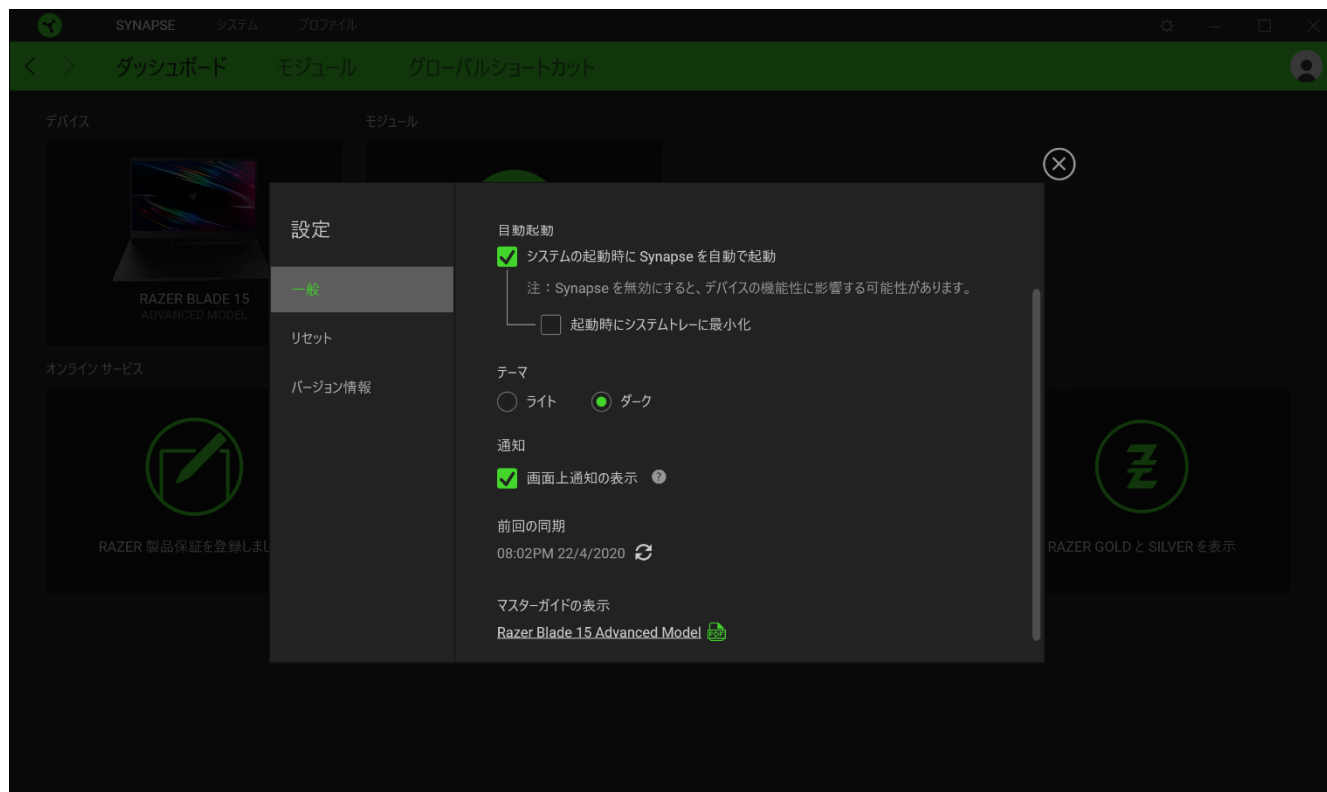 SYNAPSE システム プロファイル
ダッシュボード モジュール グローバルショートカット
デバイス モジュール
RAZER BLADE 15
ADVANCED MODEL
オンライン サービス
RAZER 製品保証を登録しまし
RAZER GOLD と SILVER を表示
設定
一般
リセット
バージョン情報
自動起動
システムの起動時に Synapse を自動で起動
注：Synapse を無効にすると、デバイスの機能性に影響する可能性があります。
起動時にシステムトレーに最小化
テーマ
ライト ダーク
通知
画面上通知の表示 ?
前回の同期
08:02PM 22/4/2020
マスターガイドの表示
Razer Blade 15 Advanced Model PDF